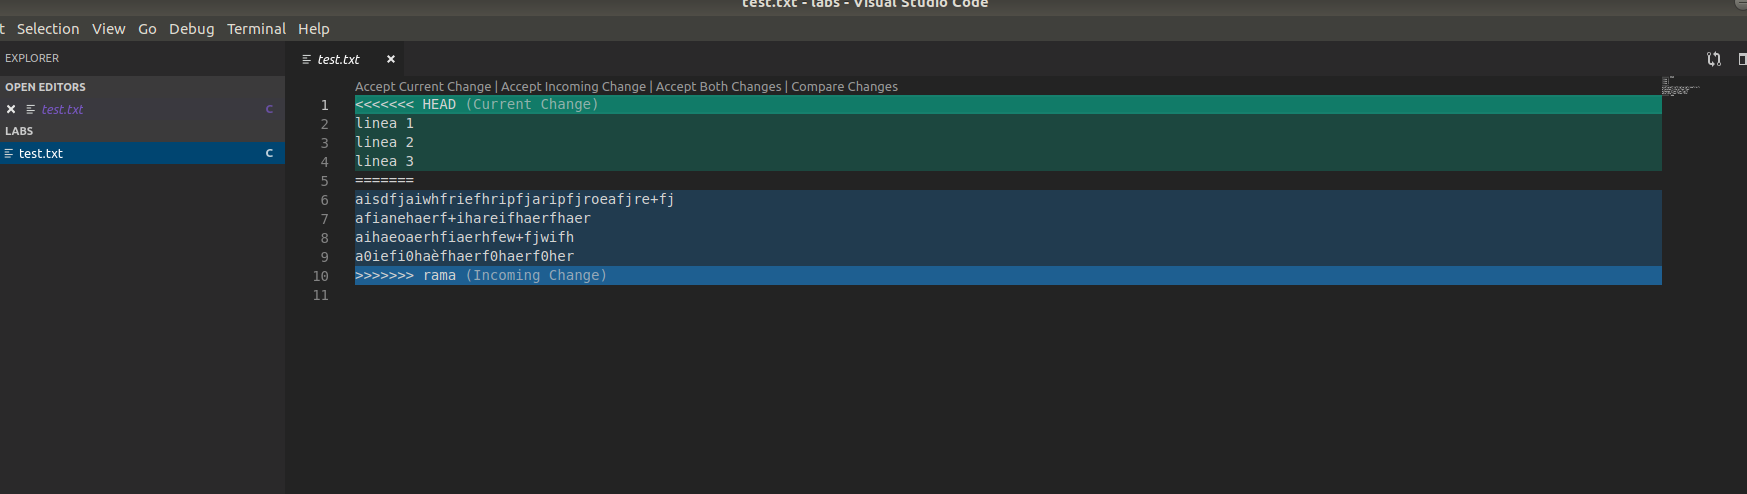 test.txt - labs - Visual Studio Code
t Selection View Go Debug Terminal Help
EXPLORER
OPEN EDITORS
test.txt C
LABS
test.txt C
test.txt
Accept Current Change | Accept Incoming Change | Accept Both Changes | Compare Changes
1 <<<<<<< HEAD (Current Change)
2 linea 1
3 linea 2
4 linea 3
5 =======
6 aisdfjaiwhfriefhripfjaripfjroeafjre+fj
7 afianehaerf+ihareifhaerfhaer
8 aihaeoaerhfiaerhfew+fjwifh
9 a0iefi0haèfhaerf0haerf0her
10 >>>>>>> rama (Incoming Change)
11